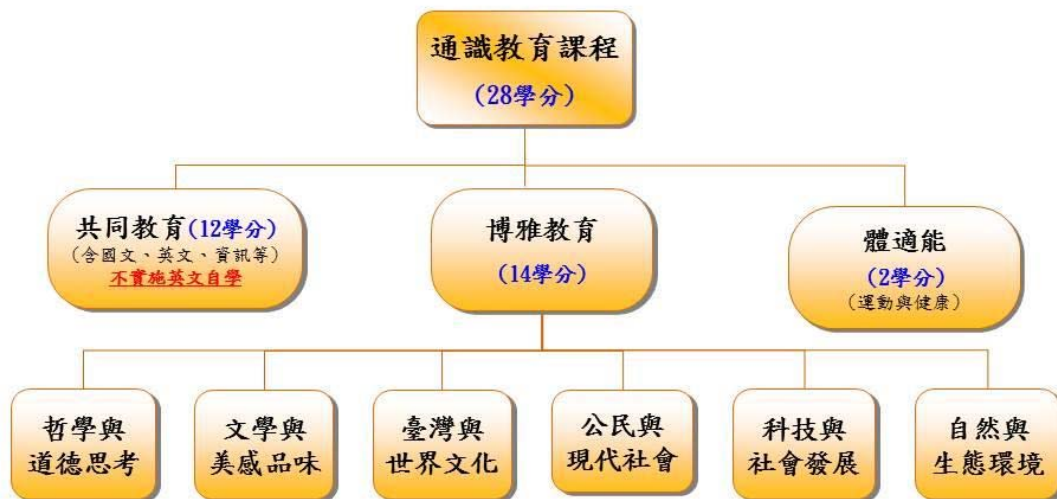 通識教育課程
(28學分)
共同教育(12學分)
(含國文、英文、資訊等)
不實施英文自學
博雅教育
(14學分)
體適能
(2學分)
(運動與健康)
哲學與
道德思考
文學與
美感品味
臺灣與
世界文化
公民與
現代社會
科技與
社會發展
自然與
生態環境